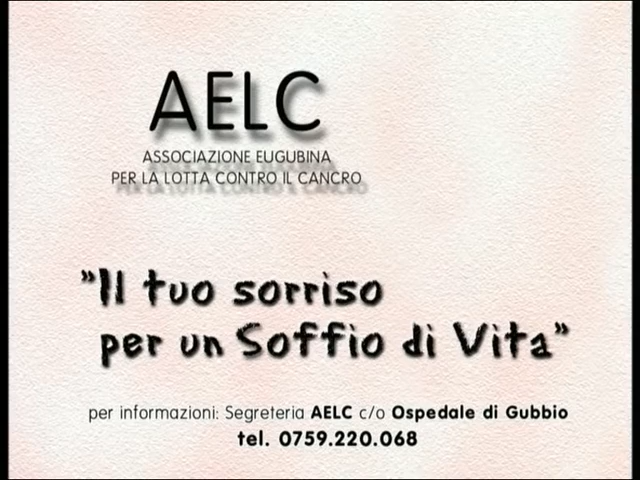 AELC
ASSOCIAZIONE EUGUBINA
PER LA LOTTA CONTRO IL CANCRO
"Il tuo sorriso
per un Soffio di Vita"
per informazioni: Segreteria AELC c/o Ospedale di Gubbio
tel. 0759.220.068